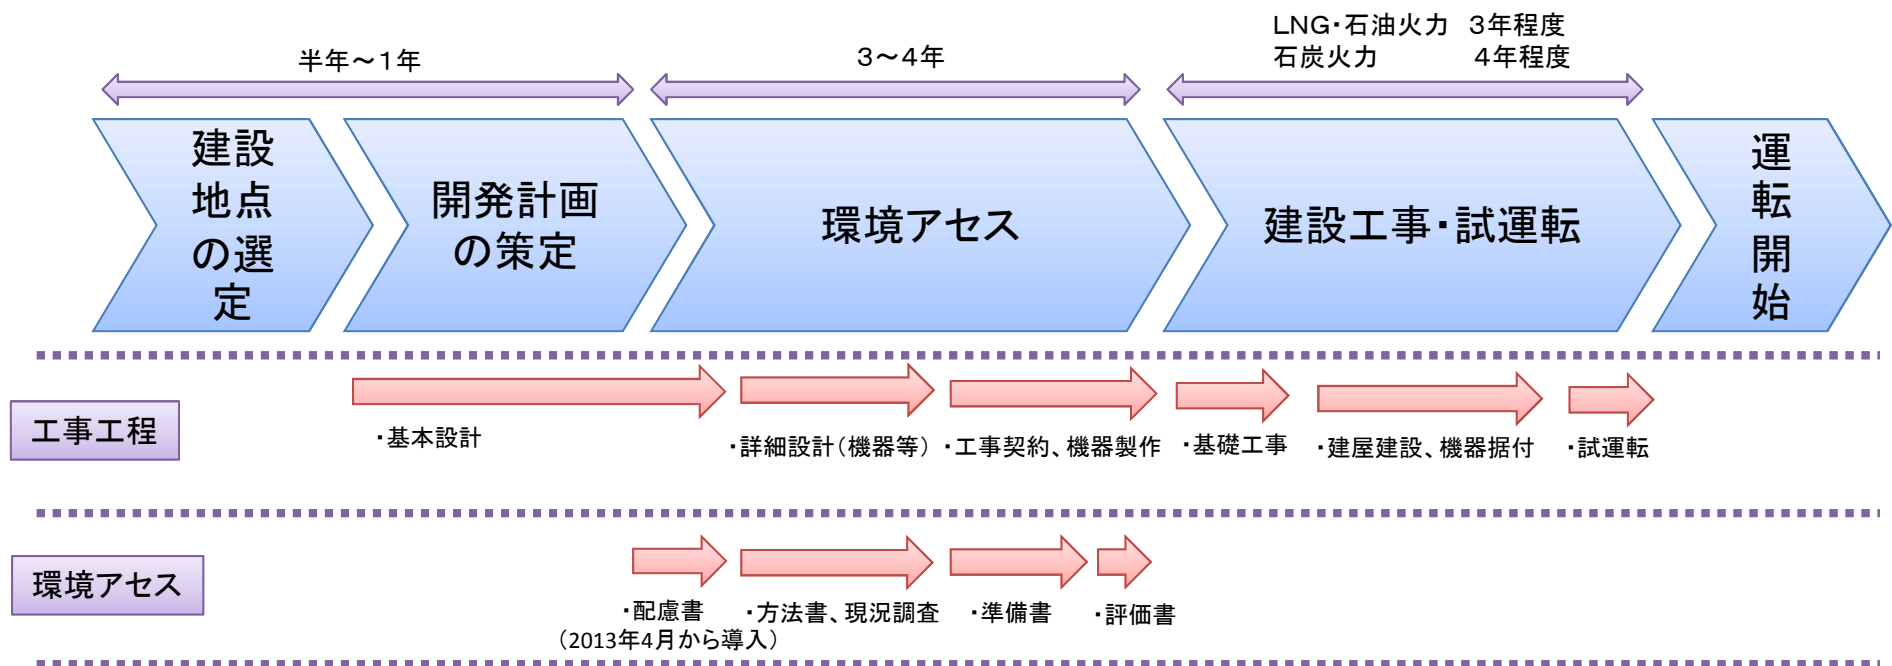 半年～１年
３～４年
LNG・石油火力　３年程度
石炭火力　４年程度
建設
地点
の選
定
開発計画
の策定
環境アセス
建設工事・試運転
運
転
開
始
工事工程
・基本設計
・詳細設計（機器等）
・工事契約、機器製作
・基礎工事
・建屋建設、機器据付
・試運転
環境アセス
・配慮書
（2013年4月から導入）
・方法書、現況調査
・準備書
・評価書